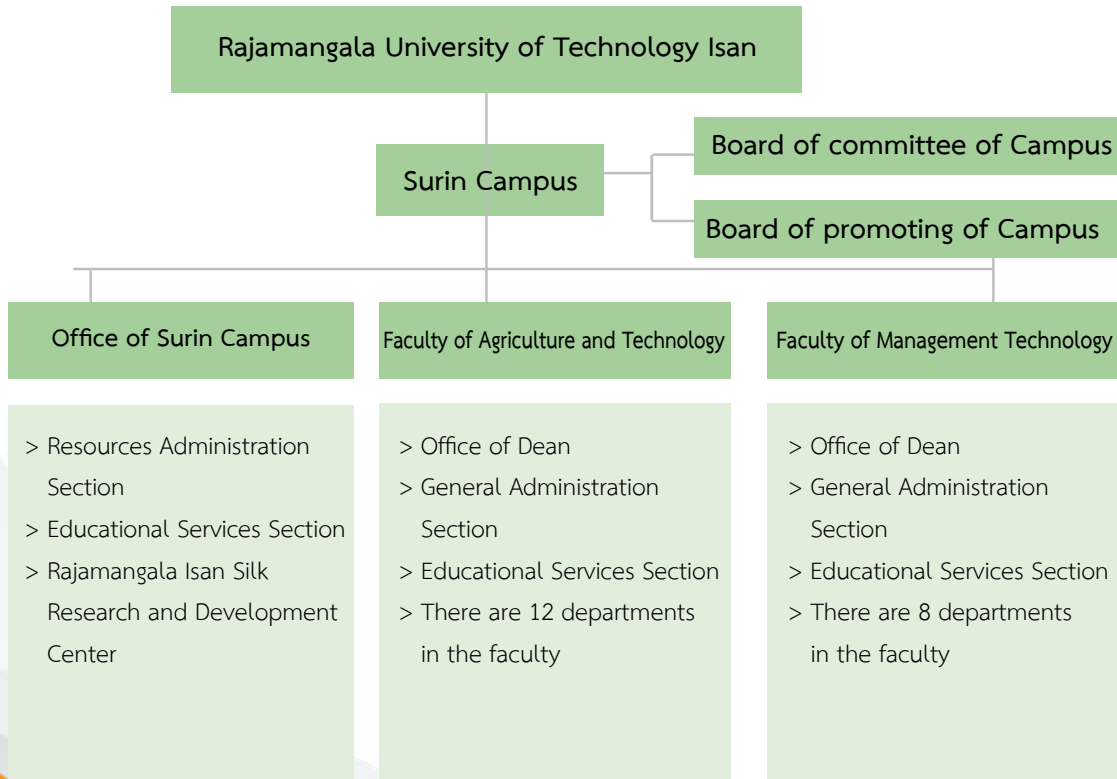 Rajamangala University of Technology Isan
Surin Campus
Board of committee of Campus
Board of promoting of Campus
Office of Surin Campus
> Resources Administration
Section
> Educational Services Section
> Rajamangala Isan Silk
Research and Development
Center
Faculty of Agriculture and Technology
> Office of Dean
> General Administration
Section
> Educational Services Section
> There are 12 departments
in the faculty
Faculty of Management Technology
> Office of Dean
> General Administration
Section
> Educational Services Section
> There are 8 departments
in the faculty